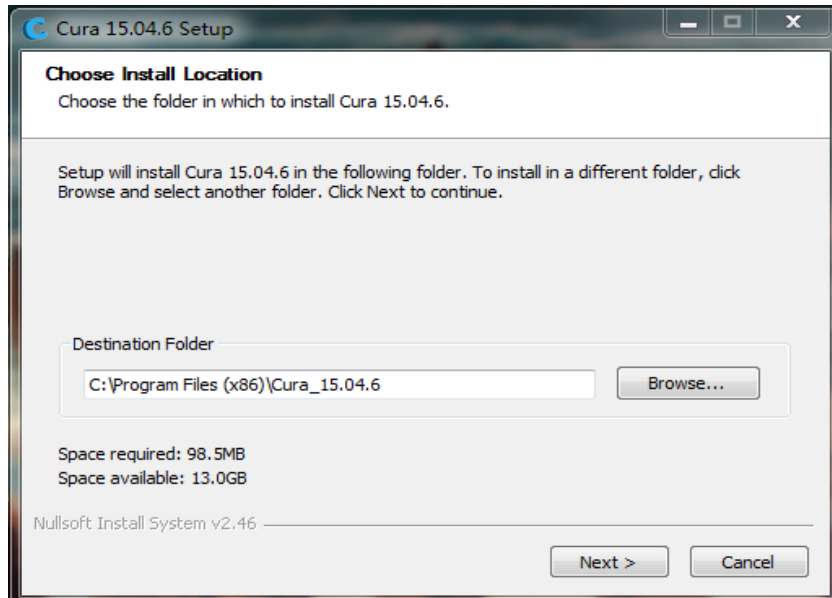 Cura 15.04.6 Setup
Choose Install Location
Choose the folder in which to install Cura 15.04.6.
Setup will install Cura 15.04.6 in the following folder. To install in a different folder, click
Browse and select another folder. Click Next to continue.
Destination Folder
C:\Program Files (x86)\Cura_15.04.6
Browse...
Space required: 98.5MB
Space available: 13.0GB
Nullsoft Install System v2.46
Next >
Cancel